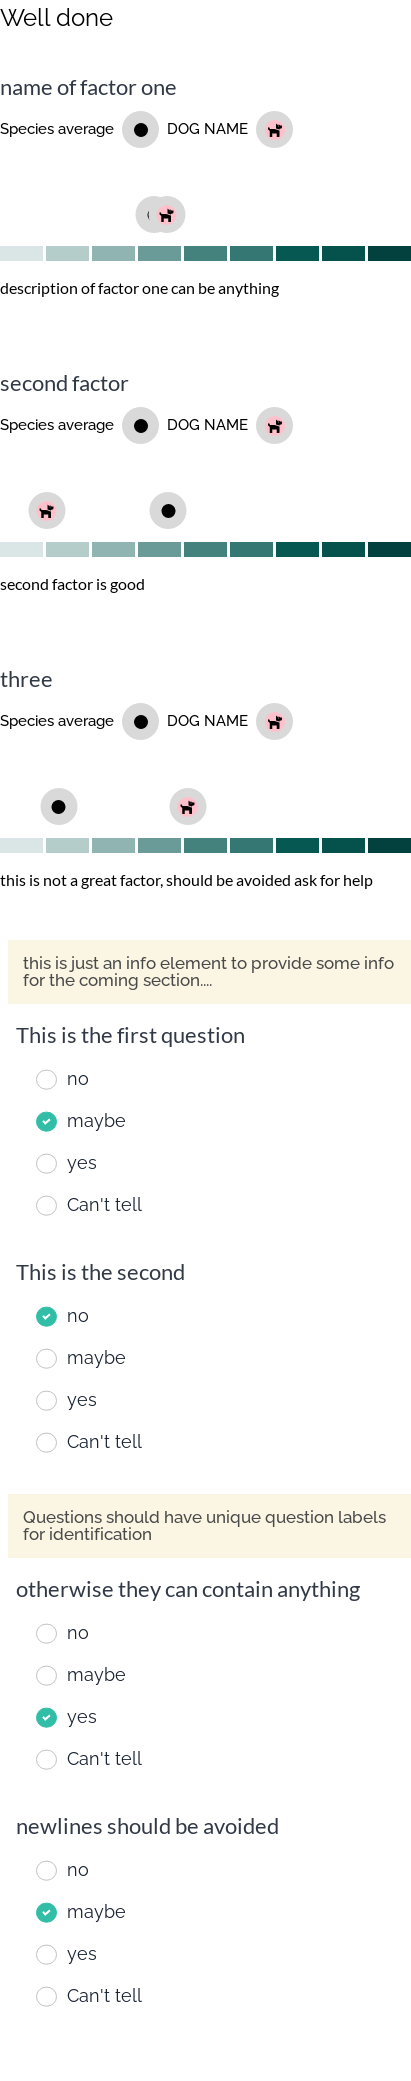 Well done
name of factor one
Species average DOG NAME
description of factor one can be anything
second factor
Species average DOG NAME
second factor is good
three
Species average DOG NAME
this is not a great factor, should be avoided ask for help
this is just an info element to provide some info
for the coming section....
This is the first question
no
maybe
yes
Can't tell
This is the second
no
maybe
yes
Can't tell
Questions should have unique question labels
for identification
otherwise they can contain anything
no
maybe
yes
Can't tell
newlines should be avoided
no
maybe
yes
Can't tell